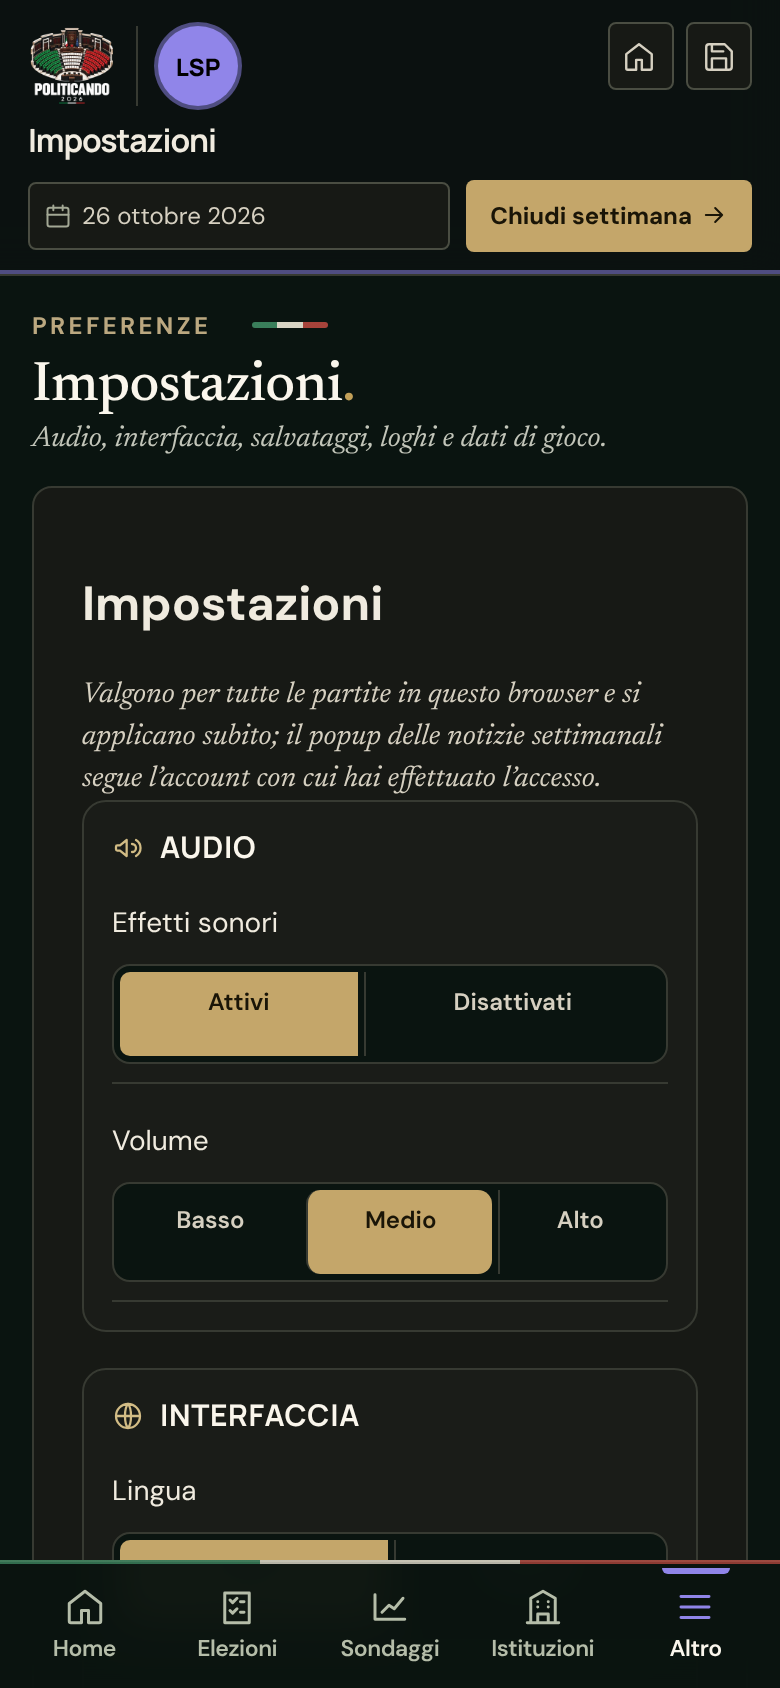 POLITICANDO
2026
LSP
Impostazioni
26 ottobre 2026
Chiudi settimana →
PREFERENZE
Impostazioni.
Audio, interfaccia, salvataggi, loghi e dati di gioco.
Impostazioni
Valgono per tutte le partite in questo browser e si
applicano subito; il popup delle notizie settimanali
segue l’account con cui hai effettuato l’accesso.
AUDIO
Effetti sonori
Attivi
Disattivati
Volume
Basso
Medio
Alto
INTERFACCIA
Lingua
Home
Elezioni
Sondaggi
Istituzioni
Altro